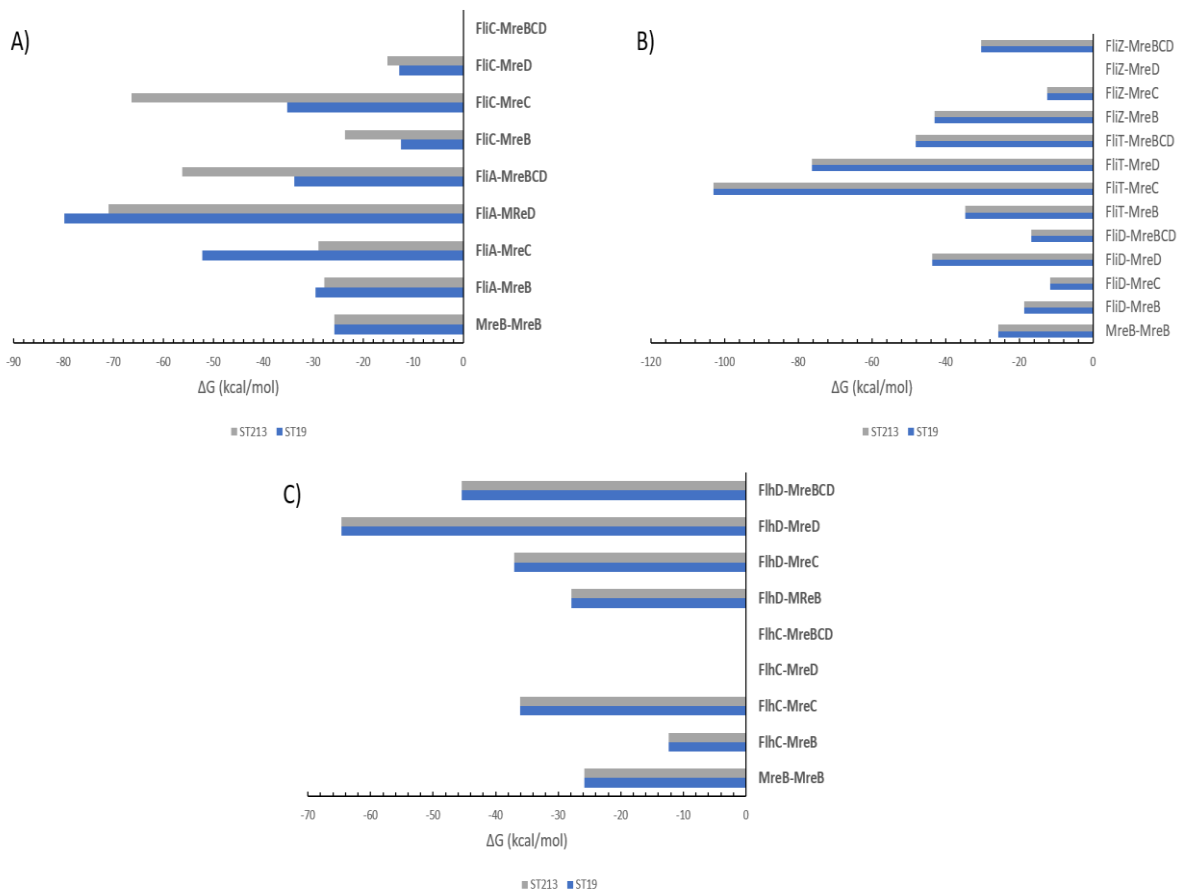 A)
FliC-MreBCD
FliC-MreD
FliC-MreC
FliC-MreB
FliA-MreBCD
FliA-MReD
FliA-MreC
FliA-MreB
MreB-MreB
-90 -80 -70 -60 -50 -40 -30 -20 -10 0
ΔG (kcal/mol)
ST213 ST19
B)
FliZ-MreBCD
FliZ-MreD
FliZ-MreC
FliZ-MreB
FliT-MreBCD
FliT-MreD
FliT-MreC
FliT-MreB
FliD-MreBCD
FliD-MreD
FliD-MreC
FliD-MreB
MreB-MreB
-120 -100 -80 -60 -40 -20 0
ΔG (kcal/mol)
ST213 ST19
C)
FlhD-MreBCD
FlhD-MreD
FlhD-MreC
FlhD-MReB
FlhC-MreBCD
FlhC-MreD
FlhC-MreC
FlhC-MreB
MreB-MreB
-70 -60 -50 -40 -30 -20 -10 0
ΔG (kcal/mol)
ST213 ST19